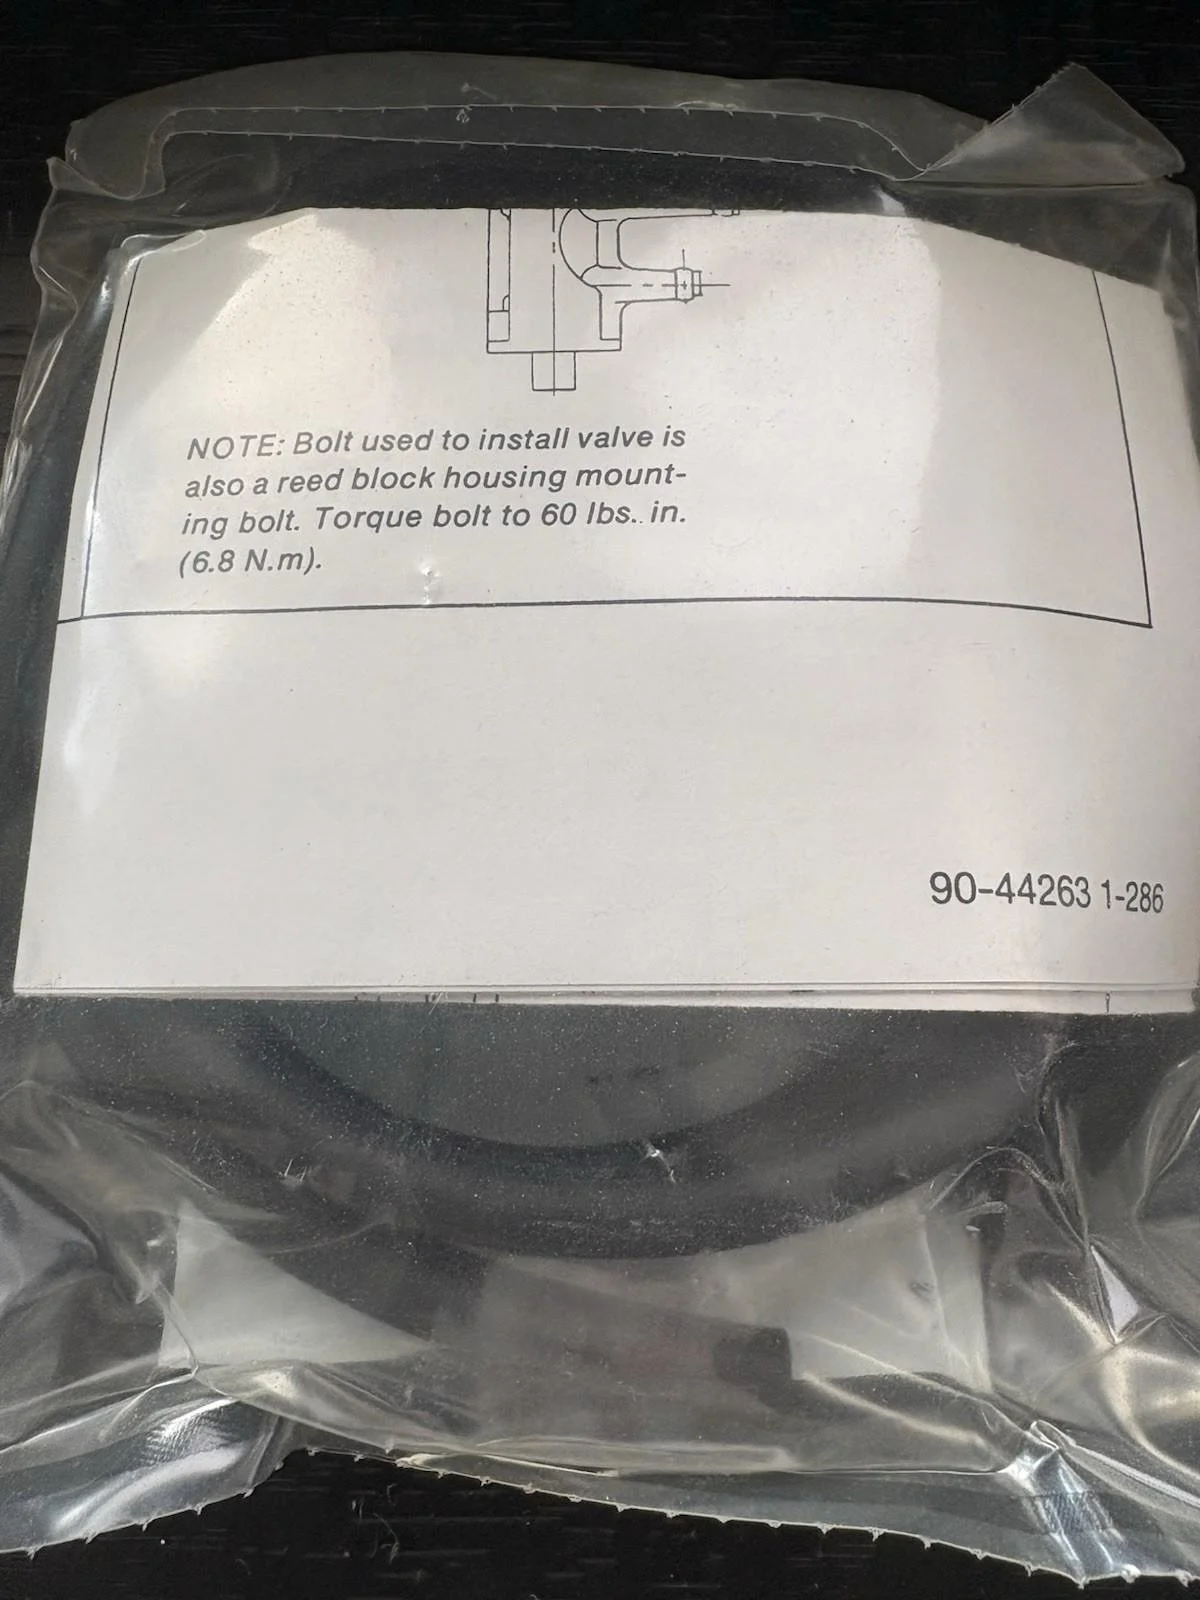 NOTE: Bolt used to install valve is
also a reed block housing mount-
ing bolt. Torque bolt to 60 lbs.. in.
(6.8 N.m).
90-44263 1-286